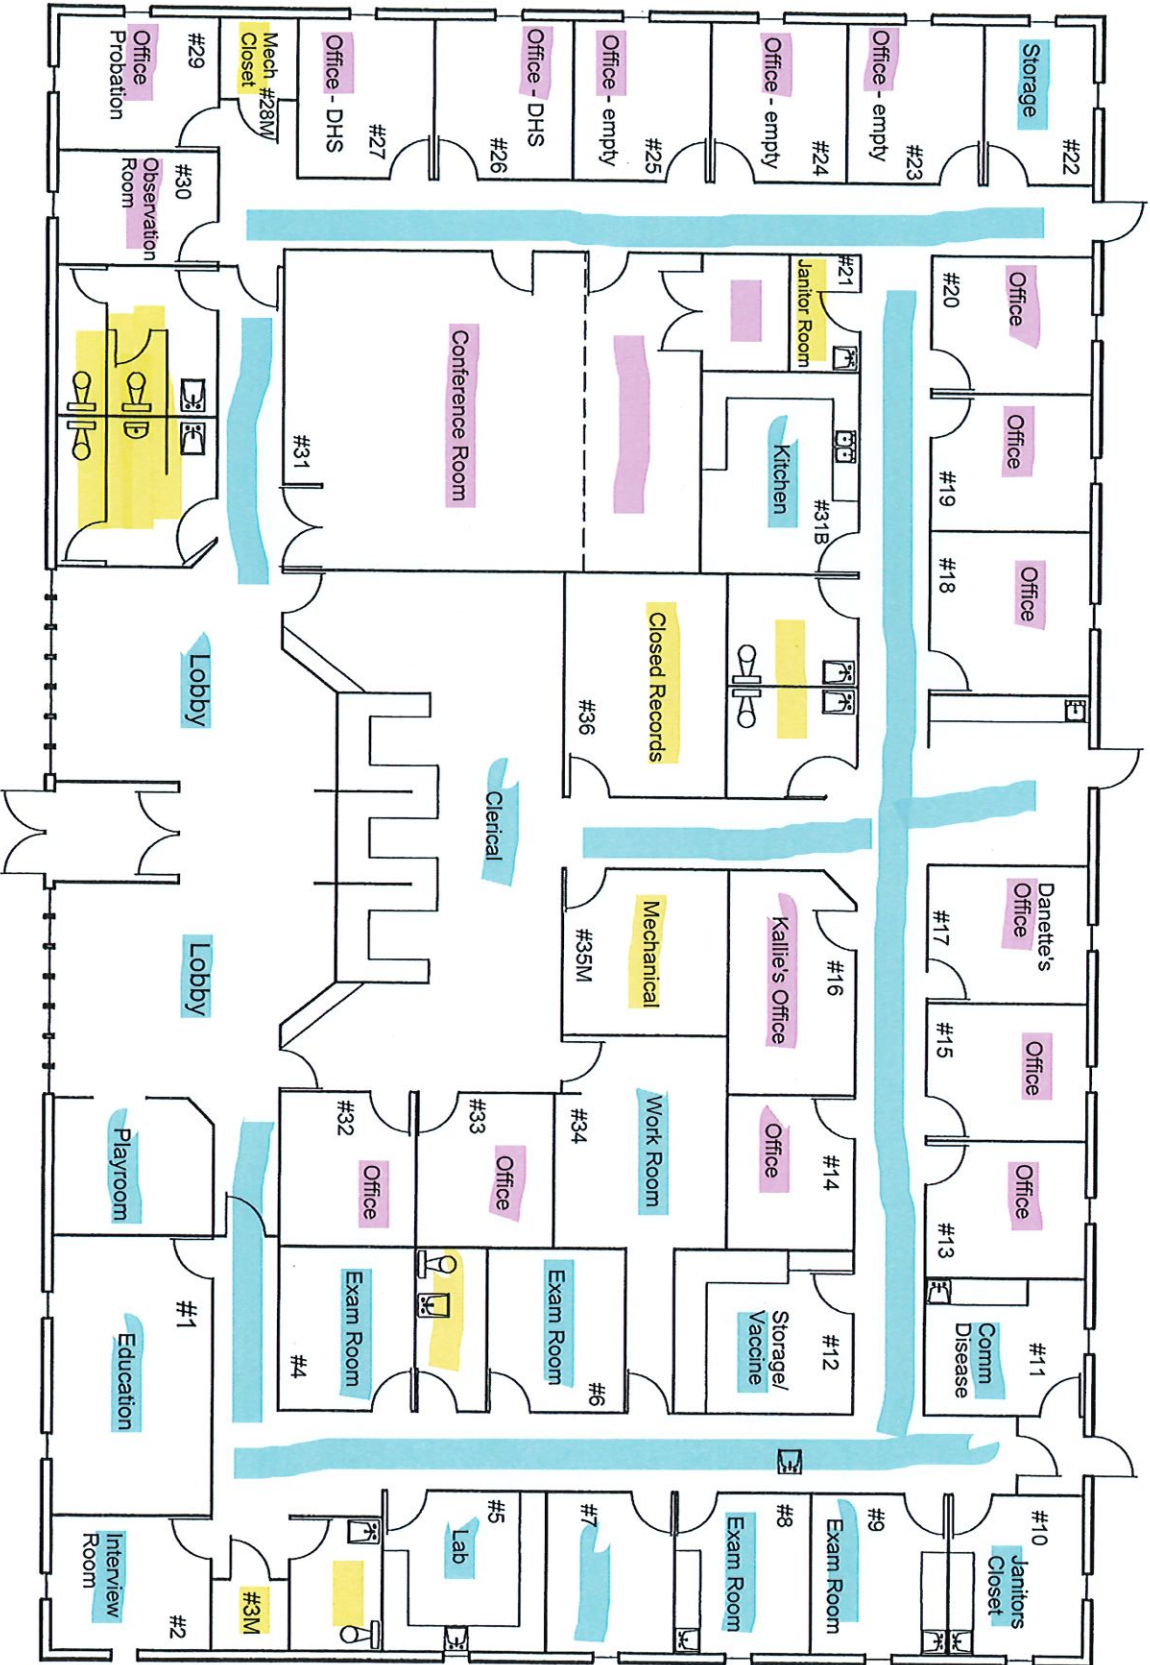 Storage
#22
Office - empty
#23
Office - empty
#24
Office - empty
#25
Office - DHS
#26
Office - DHS
#27
Mech
Closet
#28M
#29
Office
Probation
#30
Observation
Room
Office
#20
Office
#19
Office
#18
#21
Janitor Room
Kitchen
#31B
Conference Room
#31
Closed Records
#36
Lobby
Clerical
Danette's
Office
#17
Office
#15
Office
#13
#16
Kallie's Office
Mechanical
#35M
#14
Office
Work Room
#34
#33
Office
#32
Office
Lobby
Playroom
#11
Comm
Disease
#12
Storage/
Vaccine
Exam Room
#6
Exam Room
#4
#1
Education
#10
Janitors
Closet
#9
Exam Room
#8
Exam Room
#7
#5
Lab
#3M
Interview
Room
#2